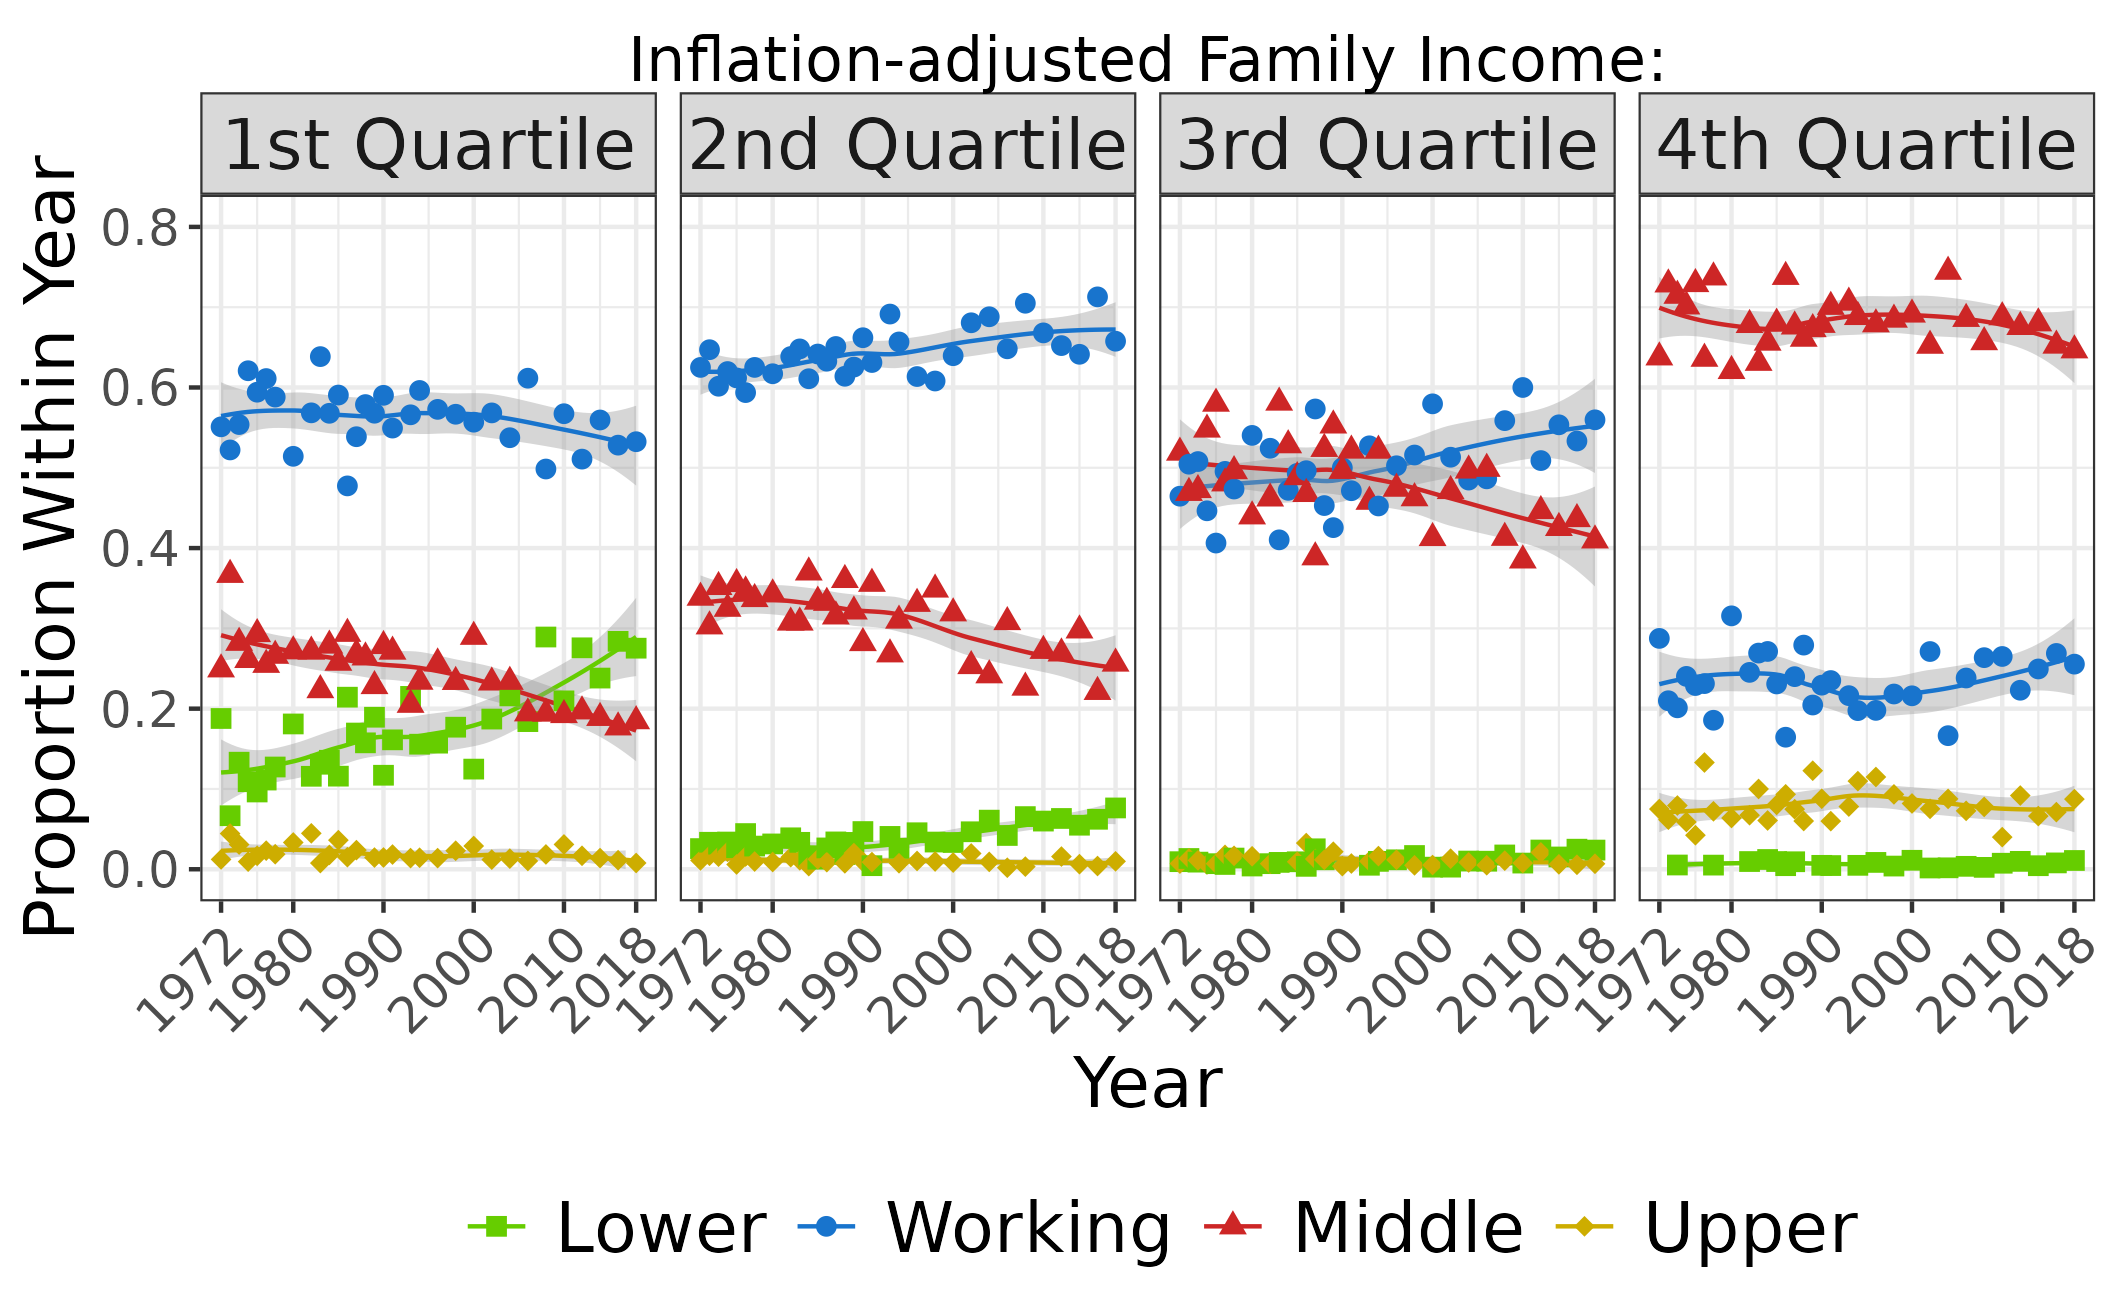 Inflation-adjusted Family Income:
1st Quartile 2nd Quartile 3rd Quartile 4th Quartile
Proportion Within Year
0.8
0.6
0.4
0.2
0.0
1972 1980 1990 2000 2010 2018 1972 1980 1990 2000 2010 2018 1972 1980 1990 2000 2010 2018 1972 1980 1990 2000 2010 2018
Year
Lower Working Middle Upper